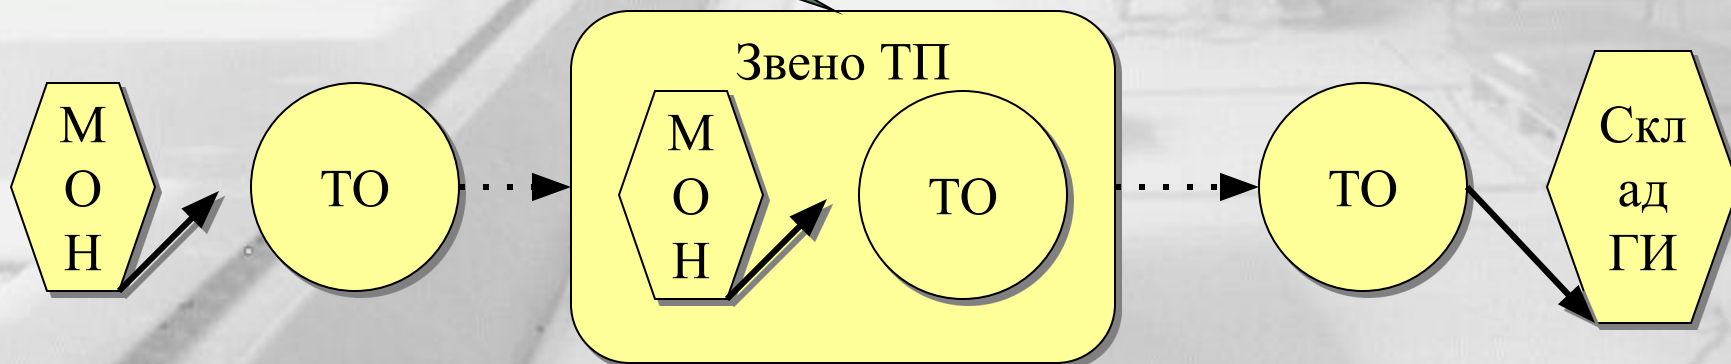 М
О
Н
ТО
Звено ТП
М
О
Н
ТО
ТО
Скл
ад
ГИ